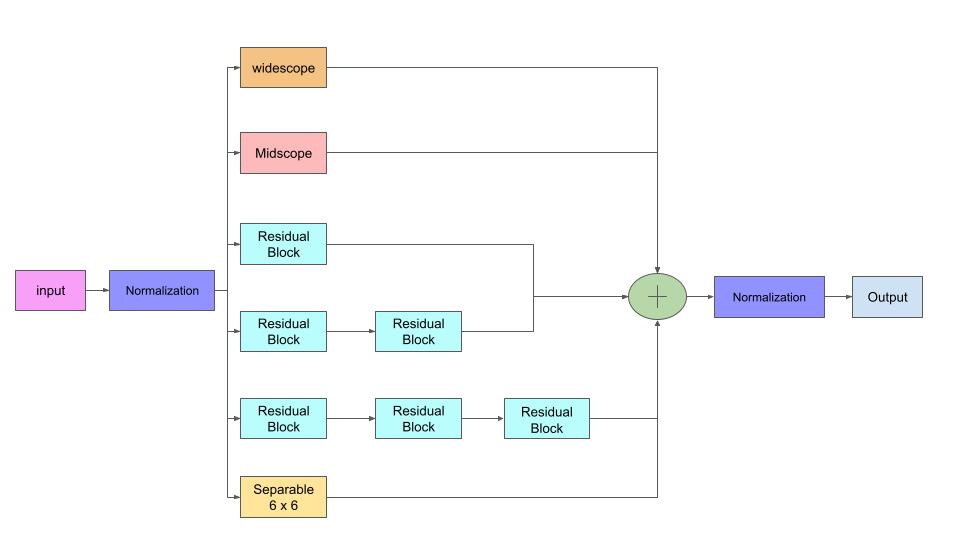 widescope
Midscope
Residual
Block
input
Normalization
Residual
Block
Residual
Block
Normalization
Output
Residual
Block
Residual
Block
Residual
Block
Separable
6 x 6